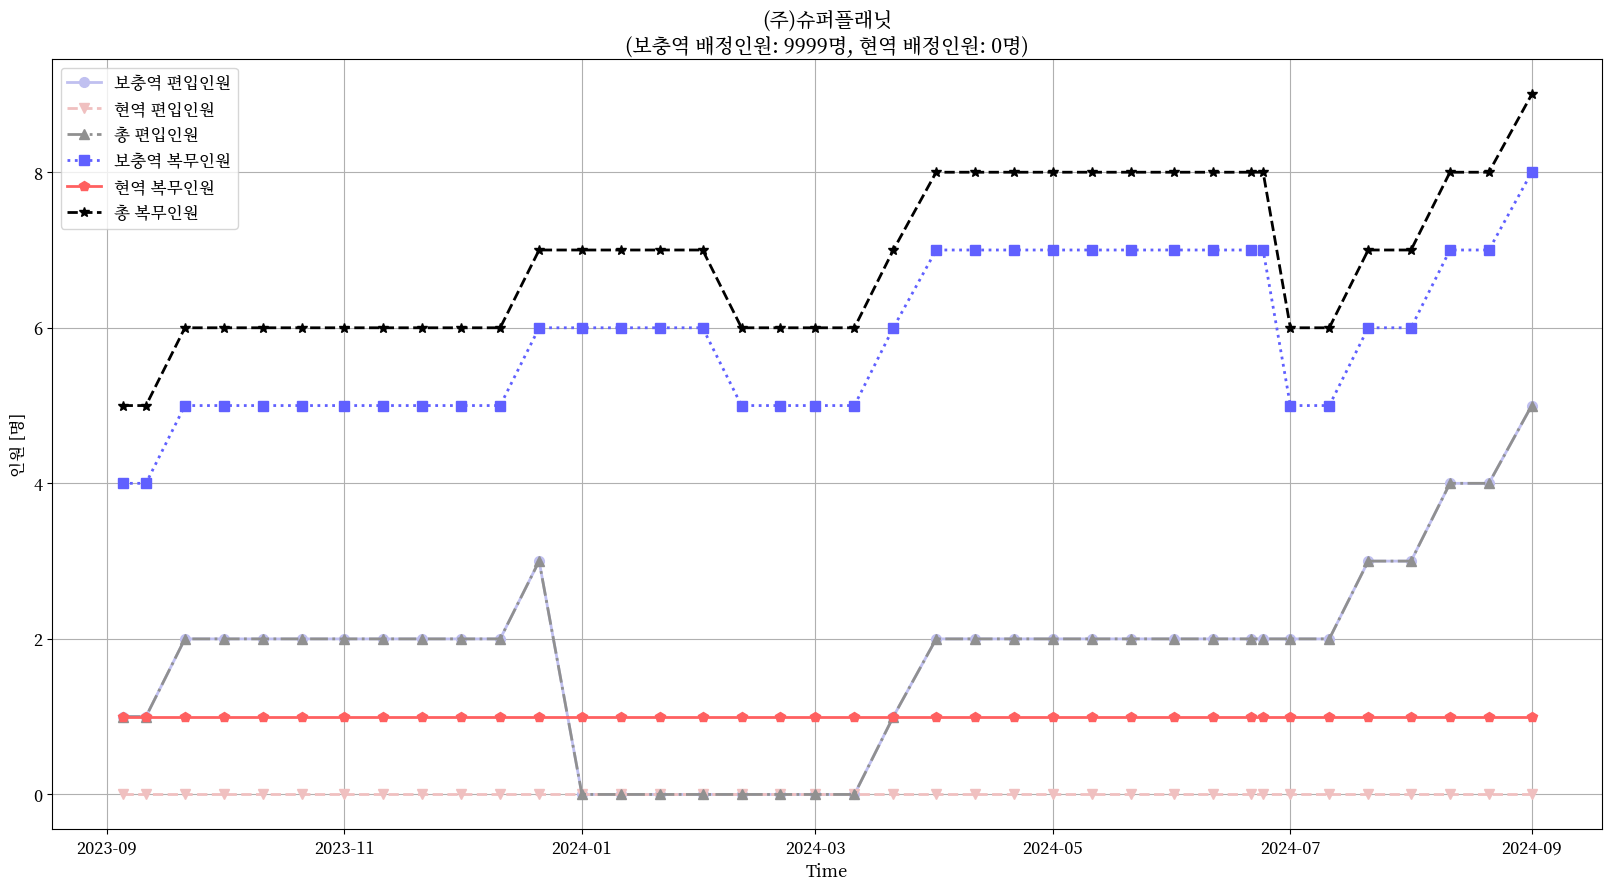 (주)슈퍼플래닛
(보충역 배정인원: 9999명, 현역 배정인원: 0명)
보충역 편입인원
현역 편입인원
총 편입인원
보충역 복무인원
현역 복무인원
총 복무인원
인원 [명]
8
6
4
2
0
2023-09
2023-11
2024-01
2024-03
2024-05
2024-07
2024-09
Time